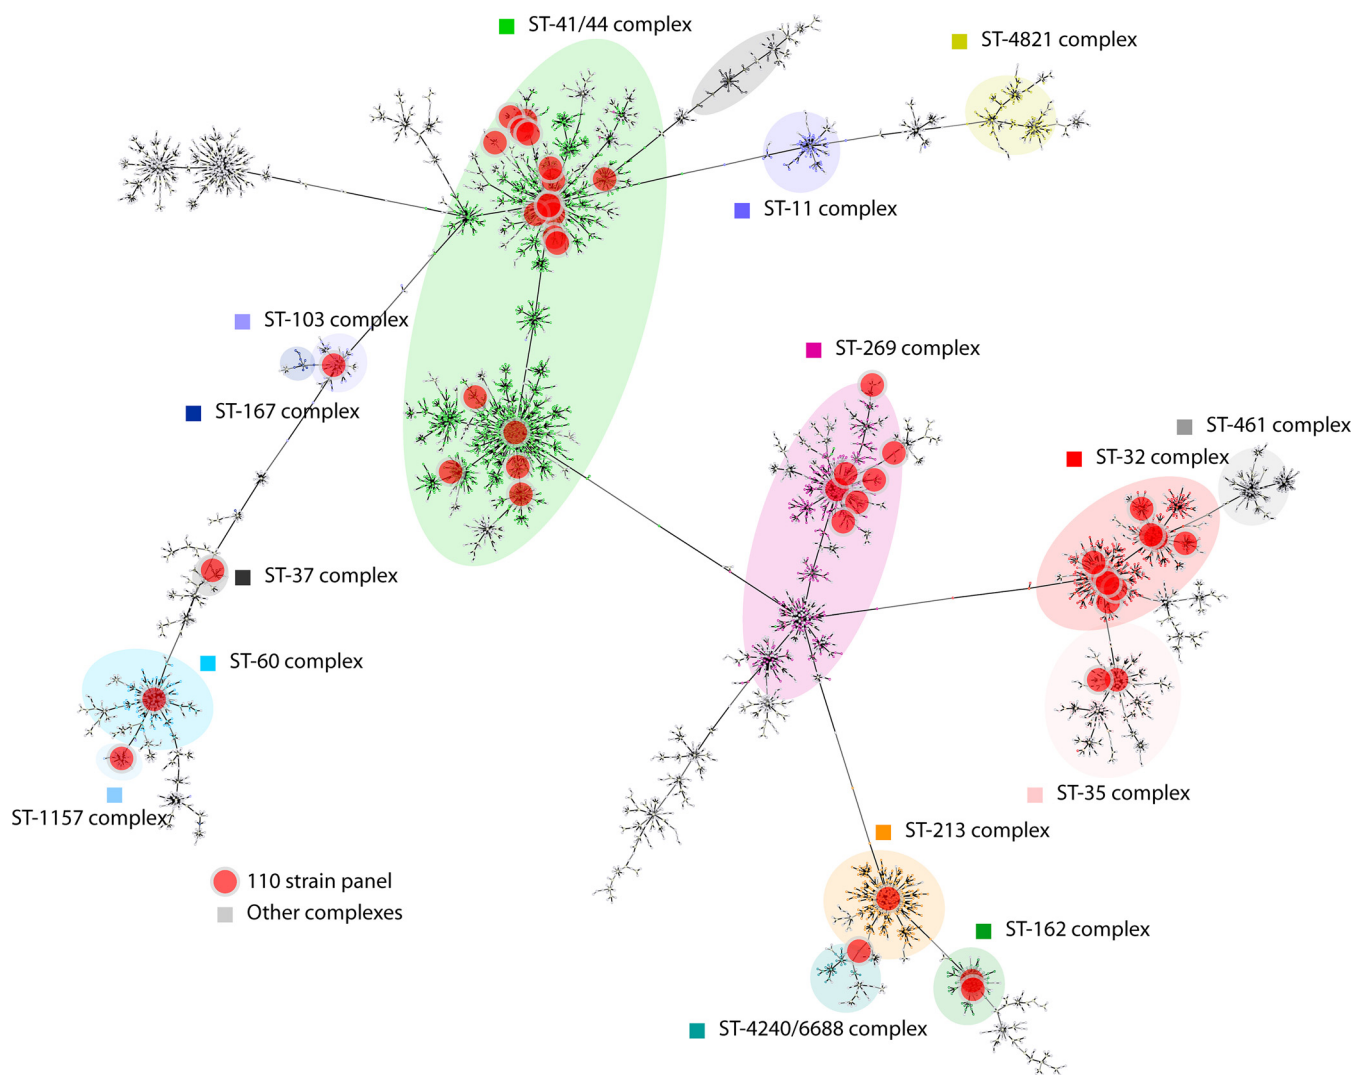 ST-41/44 complex
ST-4821 complex
ST-11 complex
ST-103 complex
ST-269 complex
ST-167 complex
ST-461 complex
ST-32 complex
ST-37 complex
ST-60 complex
ST-35 complex
ST-1157 complex
ST-213 complex
110 strain panel
Other complexes
ST-162 complex
ST-4240/6688 complex